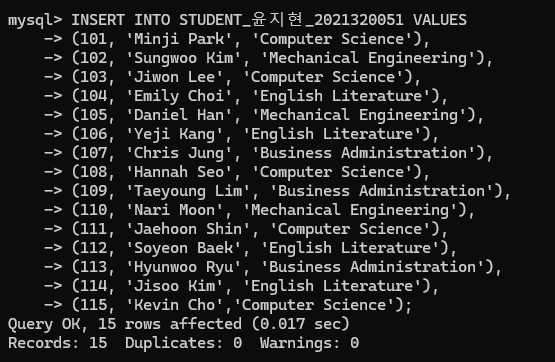 mysql> INSERT INTO STUDENT_윤지현_2021320051 VALUES
    -> (101, 'Minji Park', 'Computer Science'),
    -> (102, 'Sungwoo Kim', 'Mechanical Engineering'),
    -> (103, 'Jiwon Lee', 'Computer Science'),
    -> (104, 'Emily Choi', 'English Literature'),
    -> (105, 'Daniel Han', 'Mechanical Engineering'),
    -> (106, 'Yeji Kang', 'English Literature'),
    -> (107, 'Chris Jung', 'Business Administration'),
    -> (108, 'Hannah Seo', 'Computer Science'),
    -> (109, 'Taeyoung Lim', 'Business Administration'),
    -> (110, 'Nari Moon', 'Mechanical Engineering'),
    -> (111, 'Jaehoon Shin', 'Computer Science'),
    -> (112, 'Soyeon Baek', 'English Literature'),
    -> (113, 'Hyunwoo Ryu', 'Business Administration'),
    -> (114, 'Jisoo Kim', 'English Literature'),
    -> (115, 'Kevin Cho','Computer Science');
Query OK, 15 rows affected (0.017 sec)
Records: 15  Duplicates: 0  Warnings: 0